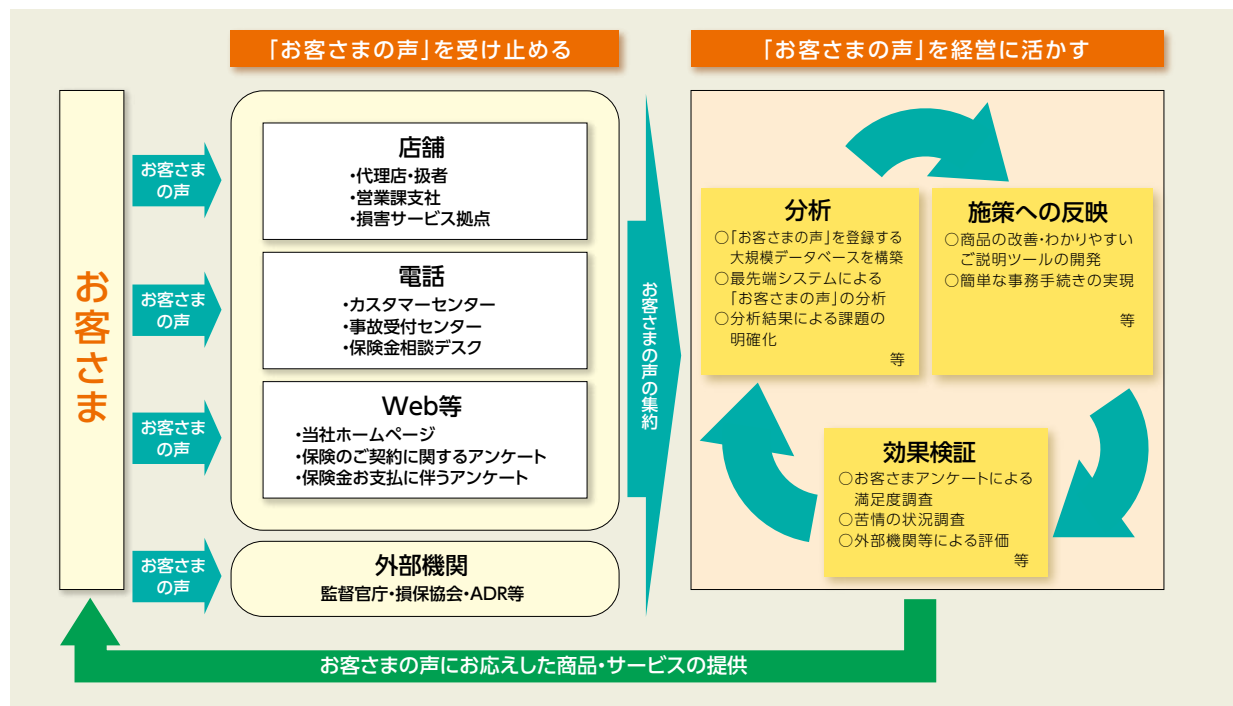 「お客さまの声」を受け止める
「お客さまの声」を経営に活かす
お客さま
お客さま
の声
お客さま
の声
お客さま
の声
お客さま
の声
店舗
・代理店・扱者
・営業課支社
・損害サービス拠点
電話
・カスタマーセンター
・事故受付センター
・保険金相談デスク
Web等
・当社ホームページ
・保険のご契約に関するアンケート
・保険金お支払に伴うアンケート
外部機関
監督官庁・損保協会・ADR等
お客さまの声の集約
分析
○「お客さまの声」を登録する
大規模データベースを構築
○最先端システムによる
「お客さまの声」の分析
○分析結果による課題の
明確化
等
施策への反映
○商品の改善・わかりやすい
ご説明ツールの開発
○簡単な事務手続きの実現
等
効果検証
○お客さまアンケートによる
満足度調査
○苦情の状況調査
○外部機関等による評価
等
お客さまの声にお応えした商品・サービスの提供